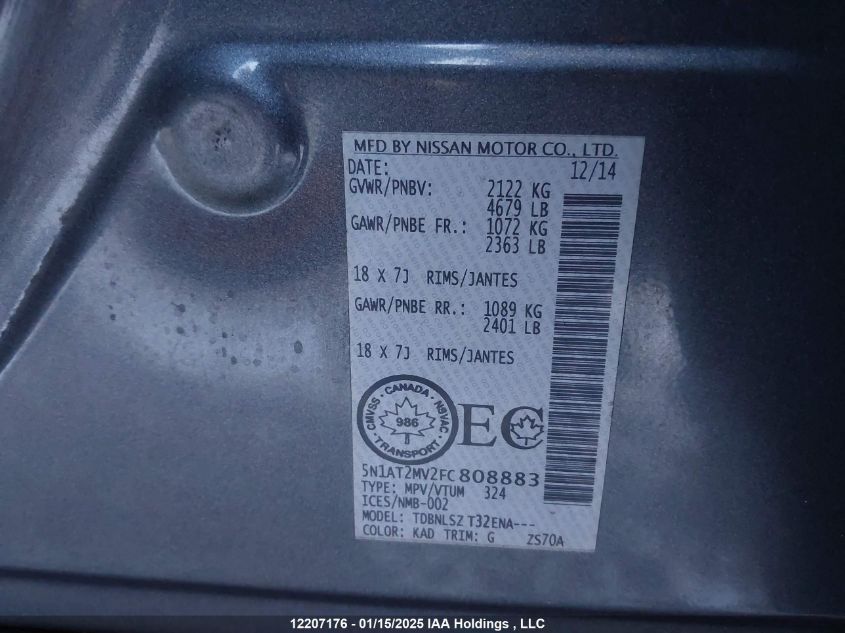 MFD BY NISSAN MOTOR CO., LTD.
DATE: 12/14
GVWR/PNBV: 2122 KG
4679 LB
GAWR/PNBE FR.: 1072 KG
2363 LB
18 X 7J RIMS/JANTES
GAWR/PNBE RR.: 1089 KG
2401 LB
18 X 7J RIMS/JANTES
CMVSS · CANADA · NSVAC
986
· TRANSPORT ·
EC
5N1AT2MV2FC808883
TYPE: MPV/VTUM 324
ICES/NMB-002
MODEL: TDBNLSZ T32ENA---
COLOR: KAD TRIM: G ZS70A
12207176 - 01/15/2025 IAA Holdings , LLC